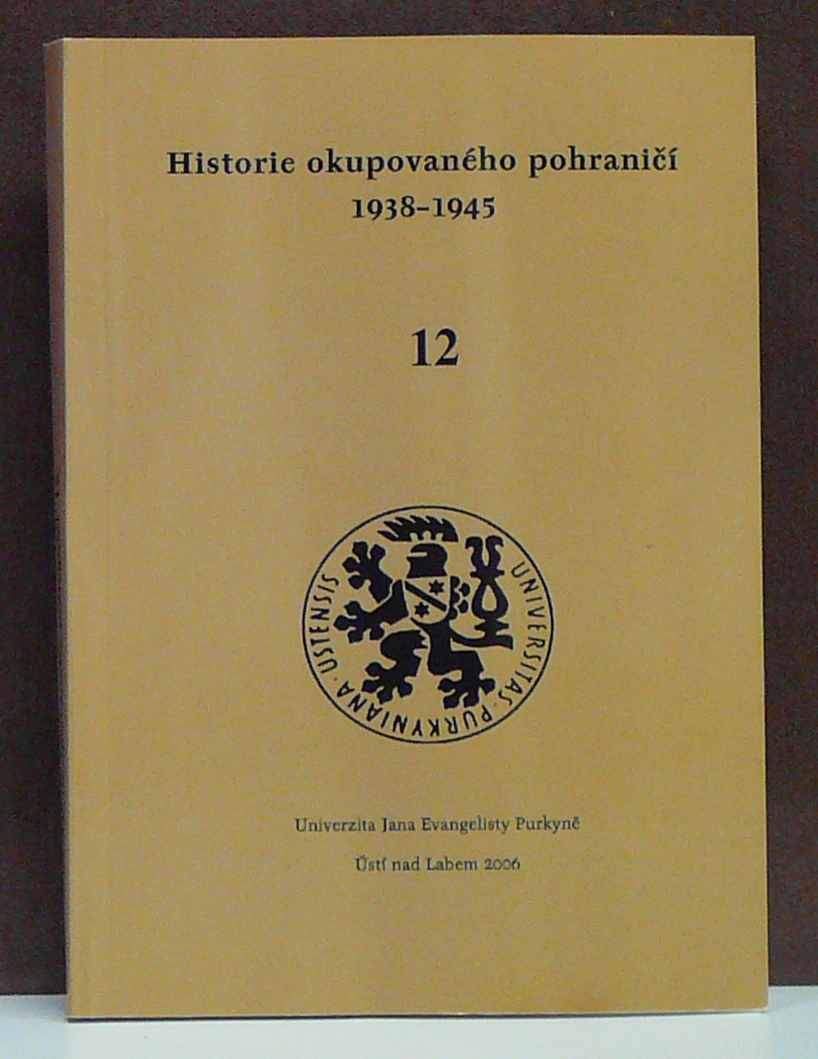 Historie okupovaného pohraničí
1938–1945
12
UNIVERSITAS · PURKYNIANA · USTENSIS
Univerzita Jana Evangelisty Purkyně
Ústí nad Labem 2006